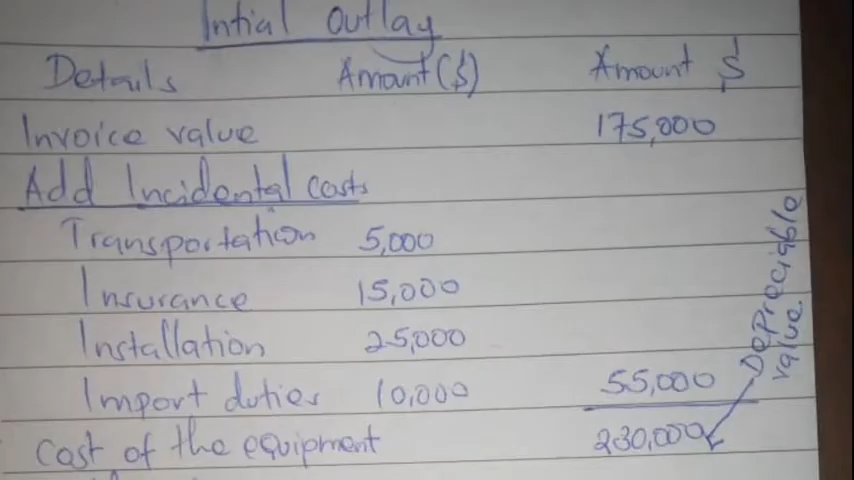 Intial Outlay
Details Amount ($) Amount $
Invoice value 175,000
Add Incidental costs
Transportation 5,000
Insurance 15,000
Installation 25,000
Import duties 10,000 55,000
Cost of the equipment 230,000
Depreciable
value